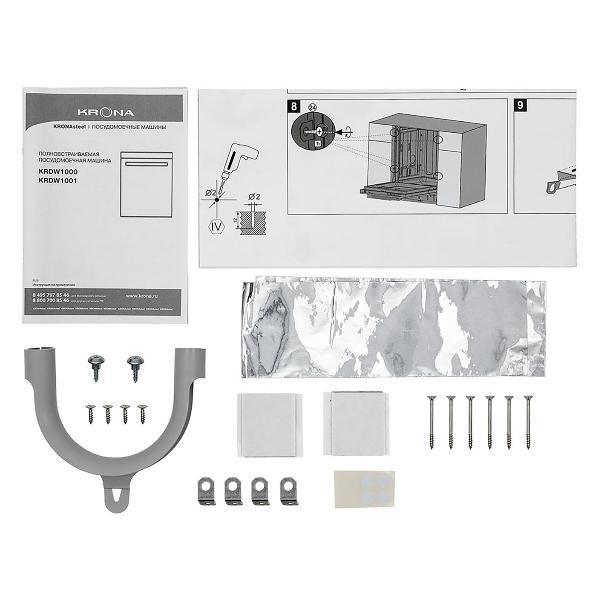 KRONA
KRONAsteel | ПОСУДОМОЕЧНЫЕ МАШИНЫ
ПОЛНОВСТРАИВАЕМАЯ
ПОСУДОМОЕЧНАЯ МАШИНА
KRDW1000
KRDW1001
RUS
Инструкция по применению
8 495 797 85 46
www.krona.ru
8 800 700 85 46
8
24
9
Ø2
IV
12
Ø2